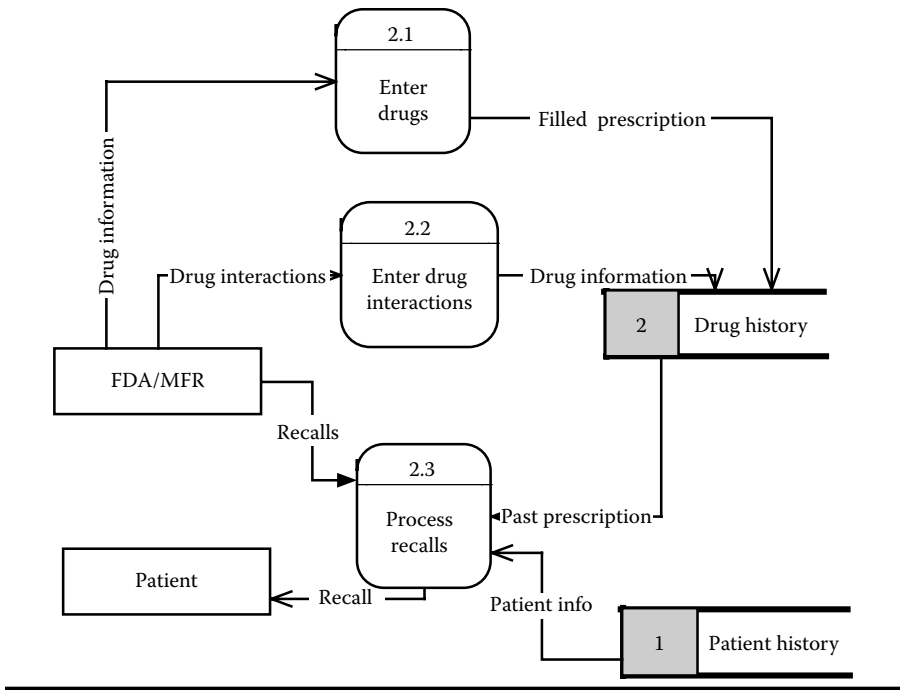 2.1
Enter
drugs
Filled prescription
Drug information
2.2
Drug interactions
Enter drug
interactions
Drug information
2
Drug history
FDA/MFR
Recalls
2.3
Process
recalls
Past prescription
Patient
Recall
Patient info
1
Patient history